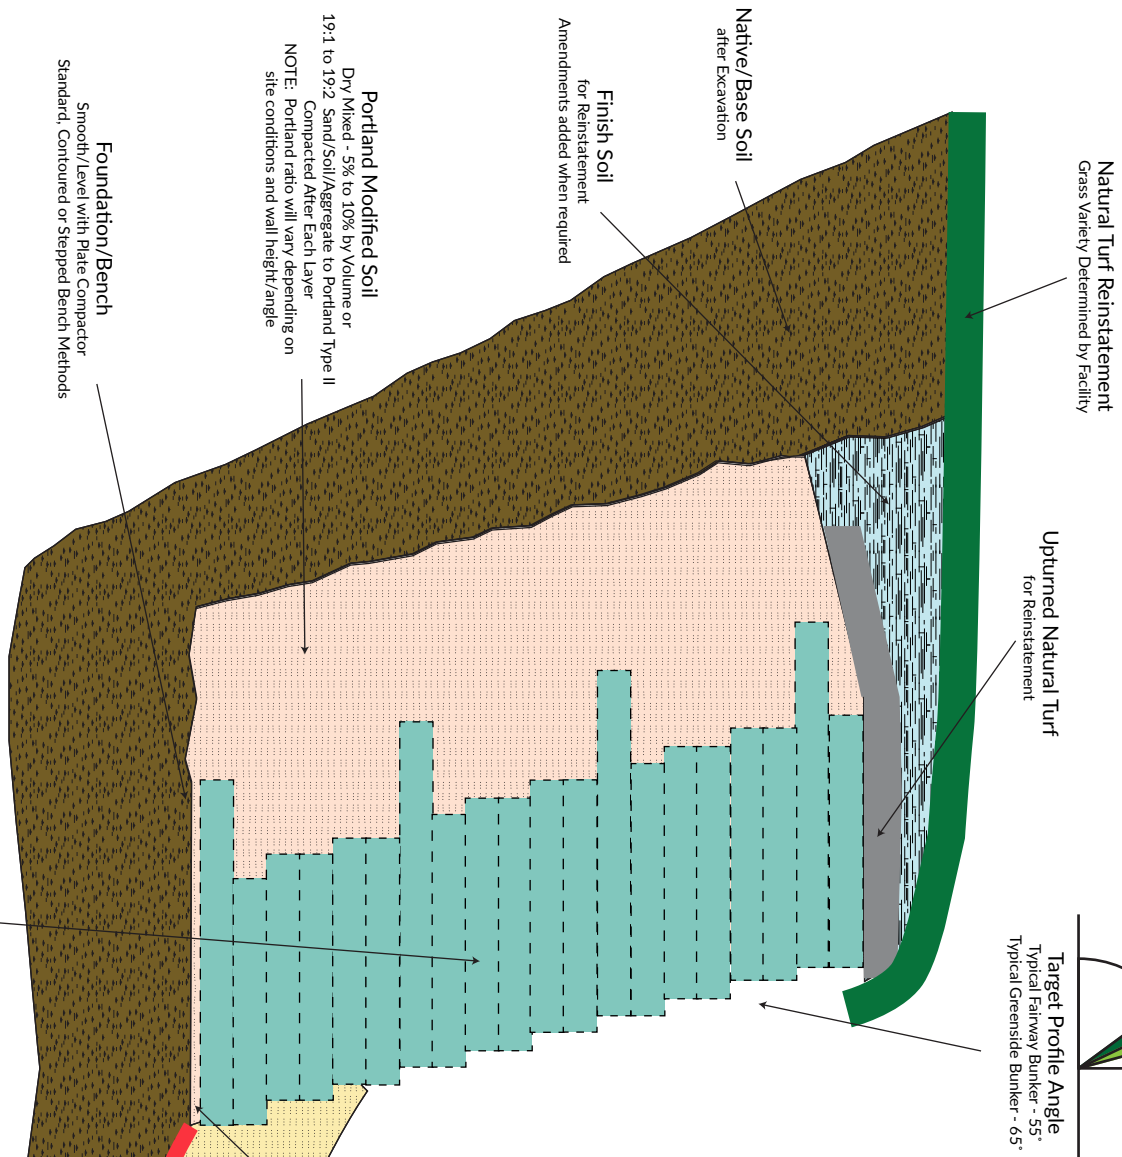 Natural Turf Reinstatement
Grass Variety Determined by Facility
Upturned Natural Turf
for Reinstatement
Target Profile Angle
Typical Fairway Bunker - 55°
Typical Greenside Bunker - 65°
Native/Base Soil
after Excavation
Finish Soil
for Reinstatement
Amendments added when required
Portland Modified Soil
Dry Mixed - 5% to 10% by Volume or
19:1 to 19:2 Sand/Soil/Aggregate to Portland Type II
Compacted After Each Layer
NOTE: Portland ratio will vary depending on
site conditions and wall height/angle
Foundation/Bench
Smooth/Level with Plate Compactor
Standard, Contoured or Stepped Bench Methods